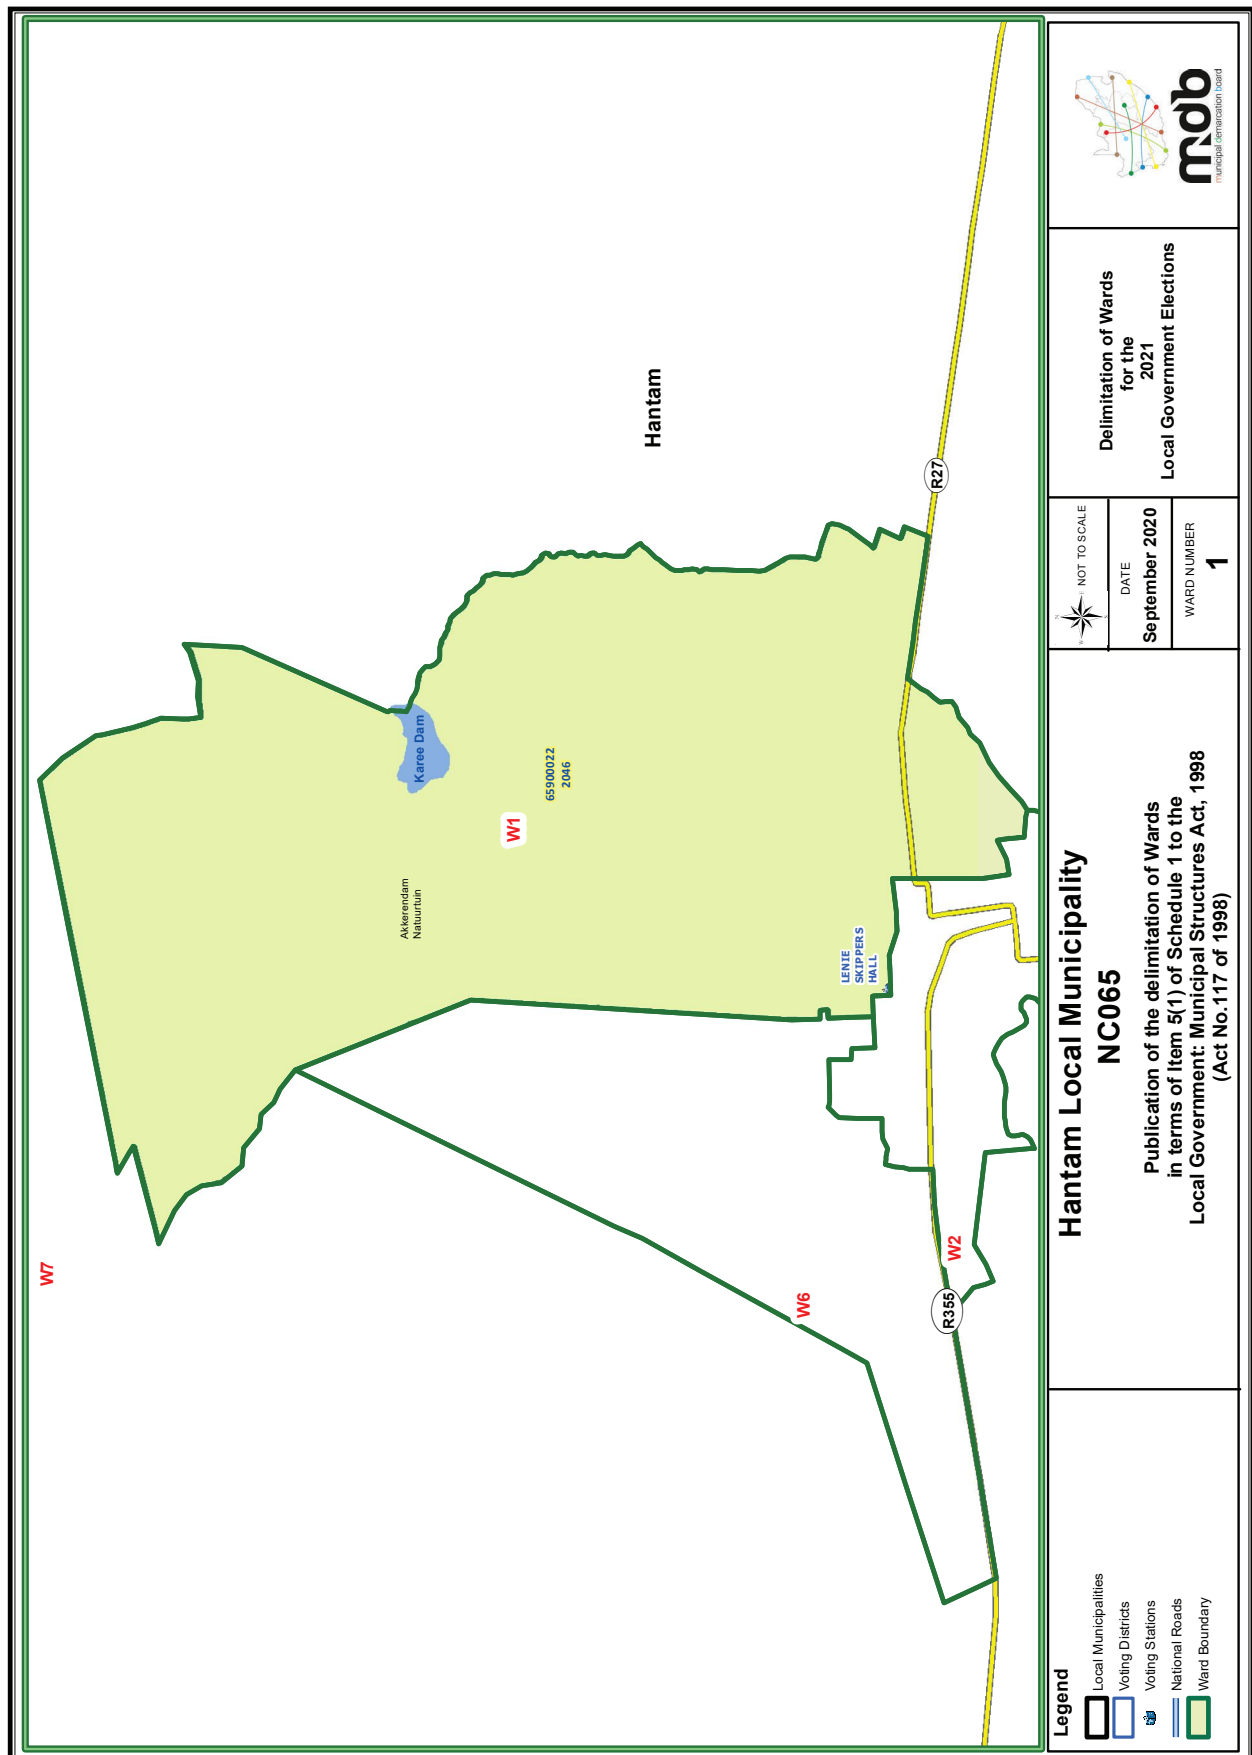 W7
Karee Dam
Hantam
65900022
2046
W1
Akkerendam
Natuurtuin
LENIE
SKIPPERS
HALL
W6
R27
R355
W2
Legend
Local Municipalities
Voting Districts
Voting Stations
National Roads
Ward Boundary
Hantam Local Municipality
NC065
Publication of the delimitation of Wards
in terms of Item 5(1) of Schedule 1 to the
Local Government: Municipal Structures Act, 1998
(Act No.117 of 1998)
N
W
E
S
NOT TO SCALE
DATE
September 2020
WARD NUMBER
1
Delimitation of Wards
for the
2021
Local Government Elections
mdb
municipal demarcation board